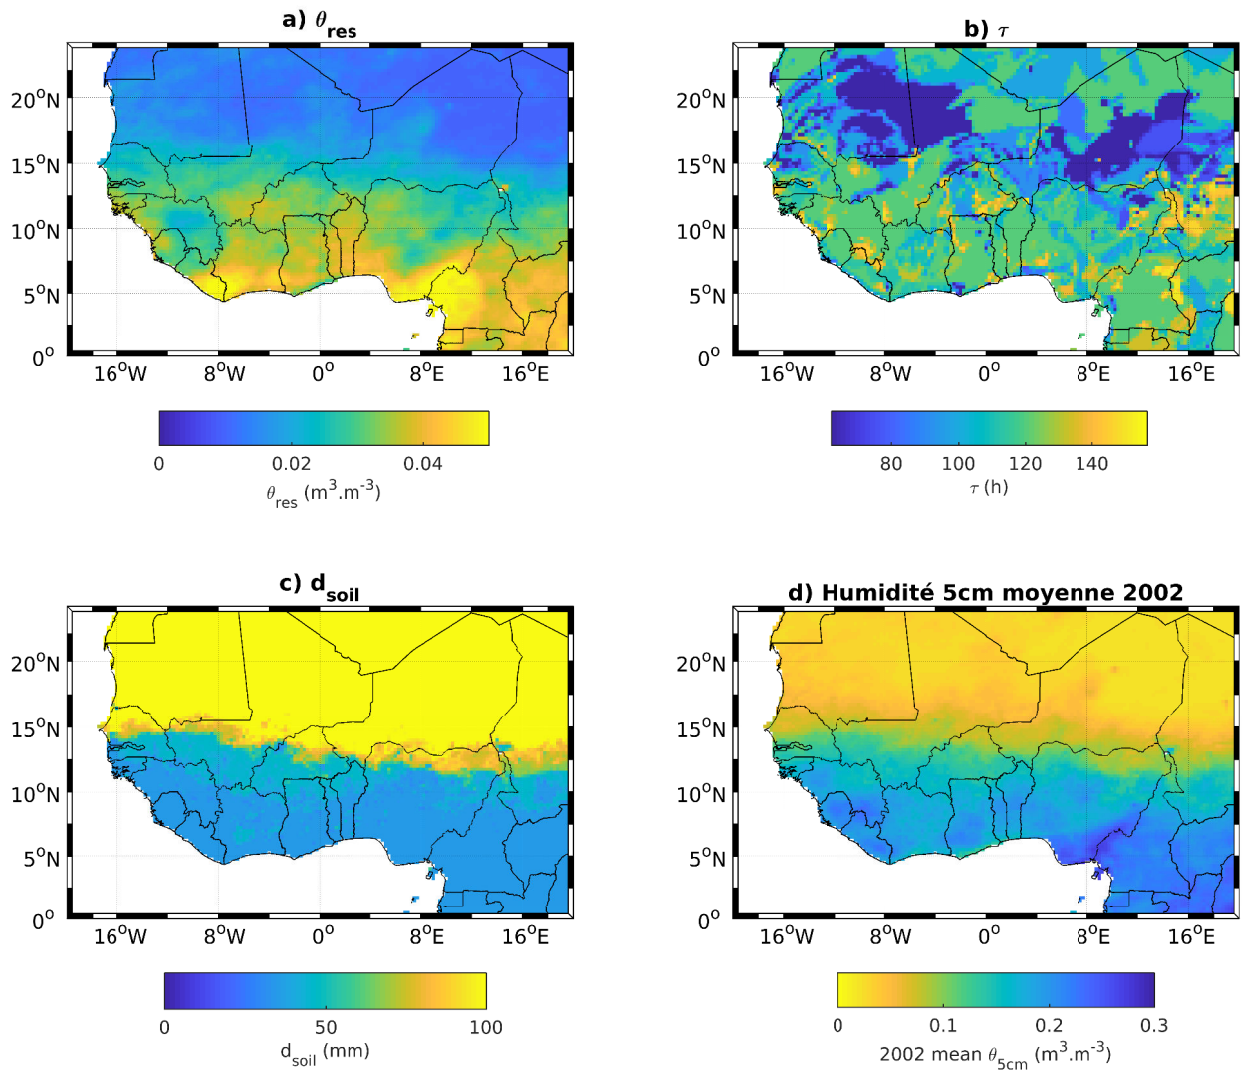 a) θres
20°N
15°N
10°N
5°N
0°
16°W 8°W 0° 8°E 16°E
0 0.02 0.04
θres (m³.m⁻³)
b) τ
20°N
15°N
10°N
5°N
0°
16°W 8°W 0° 8°E 16°E
80 100 120 140
τ (h)
c) dsoil
20°N
15°N
10°N
5°N
0°
16°W 8°W 0° 8°E 16°E
0 50 100
dsoil (mm)
d) Humidité 5cm moyenne 2002
20°N
15°N
10°N
5°N
0°
16°W 8°W 0° 8°E 16°E
0 0.1 0.2 0.3
2002 mean θ5cm (m³.m⁻³)